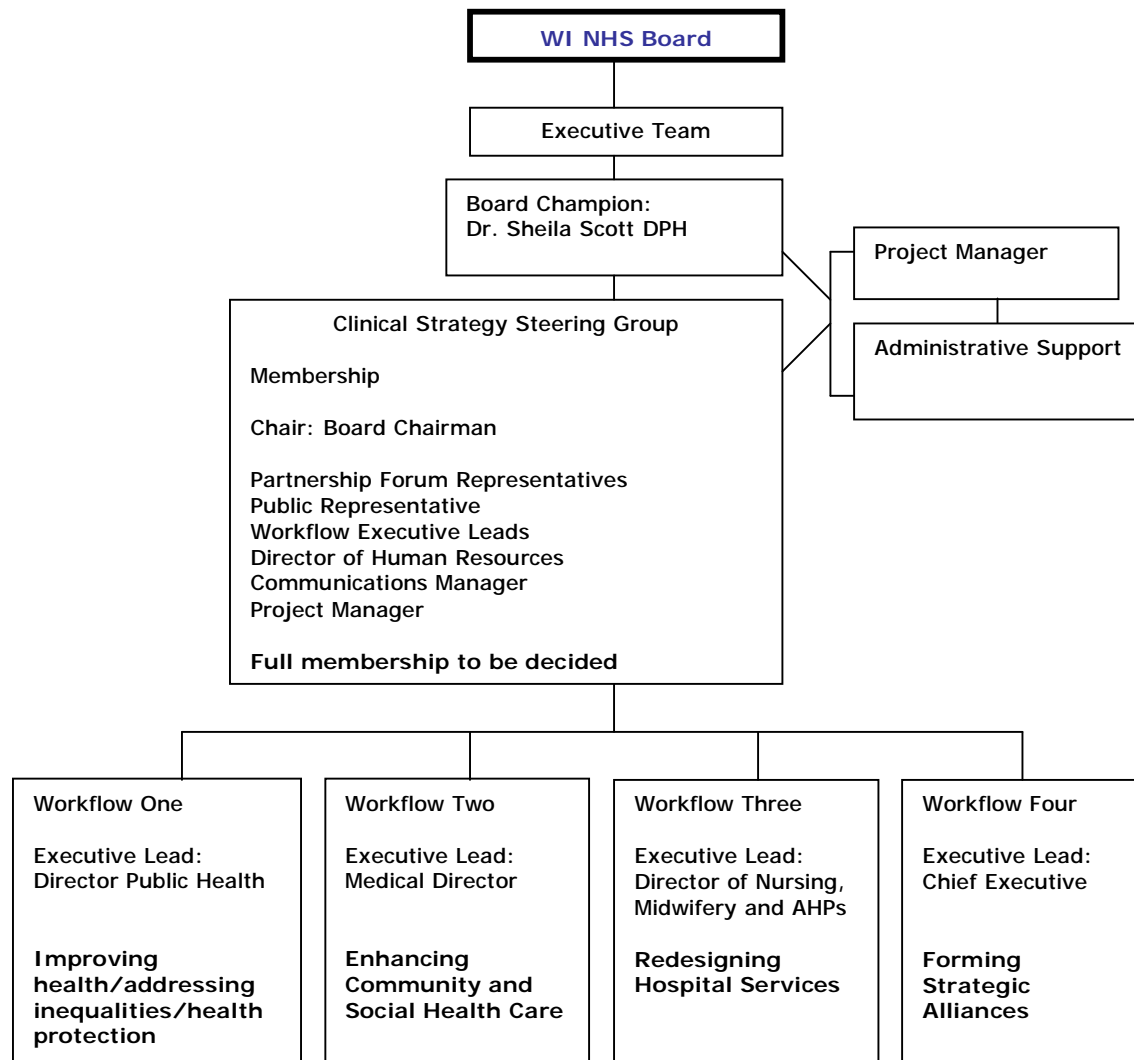 WI NHS Board
Executive Team
Board Champion:
Dr. Sheila Scott DPH
Project Manager
Administrative Support
Clinical Strategy Steering Group
Membership
Chair: Board Chairman
Partnership Forum Representatives
Public Representative
Workflow Executive Leads
Director of Human Resources
Communications Manager
Project Manager
Full membership to be decided
Workflow One
Executive Lead:
Director Public Health
Improving
health/addressing
inequalities/health
protection
Workflow Two
Executive Lead:
Medical Director
Enhancing
Community and
Social Health Care
Workflow Three
Executive Lead:
Director of Nursing,
Midwifery and AHPs
Redesigning
Hospital Services
Workflow Four
Executive Lead:
Chief Executive
Forming
Strategic
Alliances